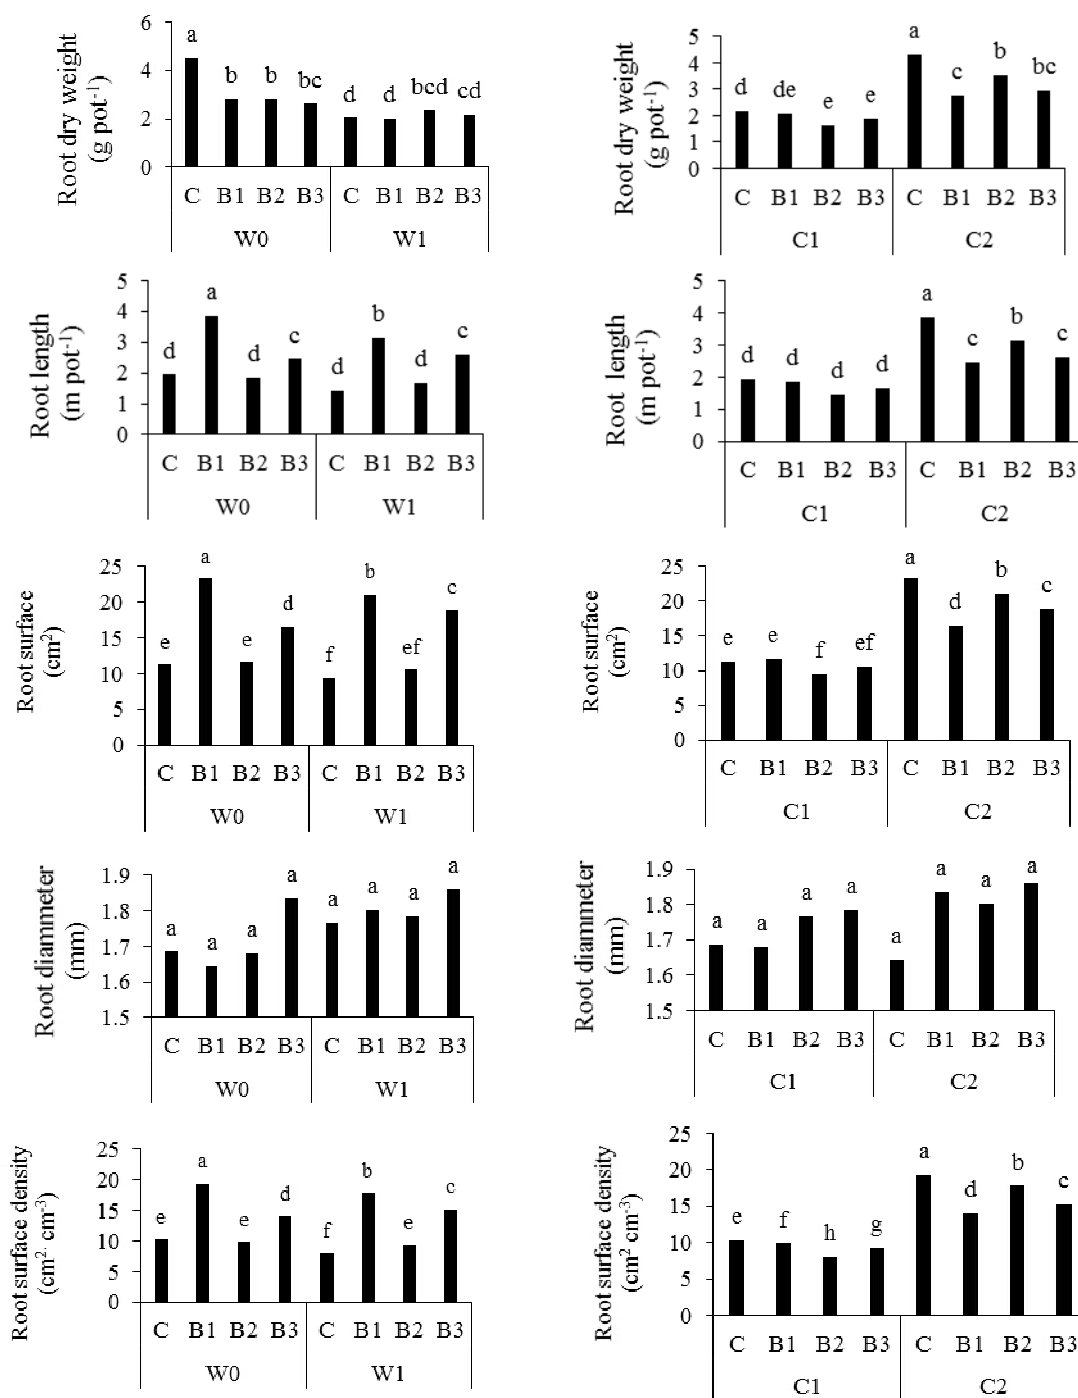 Root dry weight
(g pot-1)
6
4
2
0
a
b
b
bc
d
d
bcd
cd
C B1 B2 B3 C B1 B2 B3
W0 W1
Root dry weight
(g pot-1)
5
4
3
2
1
0
d
de
e
e
a
c
b
bc
C B1 B2 B3 C B1 B2 B3
C1 C2
Root length
(m pot-1)
5
4
3
2
1
0
d
a
d
c
d
b
d
c
C B1 B2 B3 C B1 B2 B3
W0 W1
Root length
(m pot-1)
5
4
3
2
1
0
d
d
d
d
a
c
b
c
C B1 B2 B3 C B1 B2 B3
C1 C2
Root surface
(cm2)
25
20
15
10
5
0
e
a
e
d
f
b
ef
c
C B1 B2 B3 C B1 B2 B3
W0 W1
Root surface
(cm2)
25
20
15
10
5
0
e
e
f
ef
a
d
b
c
C B1 B2 B3 C B1 B2 B3
C1 C2
Root diammeter
(mm)
1.9
1.8
1.7
1.6
1.5
a
a
a
a
a
a
a
a
C B1 B2 B3 C B1 B2 B3
W0 W1
Root diammeter
(mm)
1.9
1.8
1.7
1.6
1.5
a
a
a
a
a
a
a
a
C B1 B2 B3 C B1 B2 B3
C1 C2
Root surface density
(cm2 cm-3)
25
20
15
10
5
0
e
a
e
d
f
b
e
c
C B1 B2 B3 C B1 B2 B3
W0 W1
Root surface density
(cm2 cm-3)
25
20
15
10
5
0
e
f
h
g
a
d
b
c
C B1 B2 B3 C B1 B2 B3
C1 C2